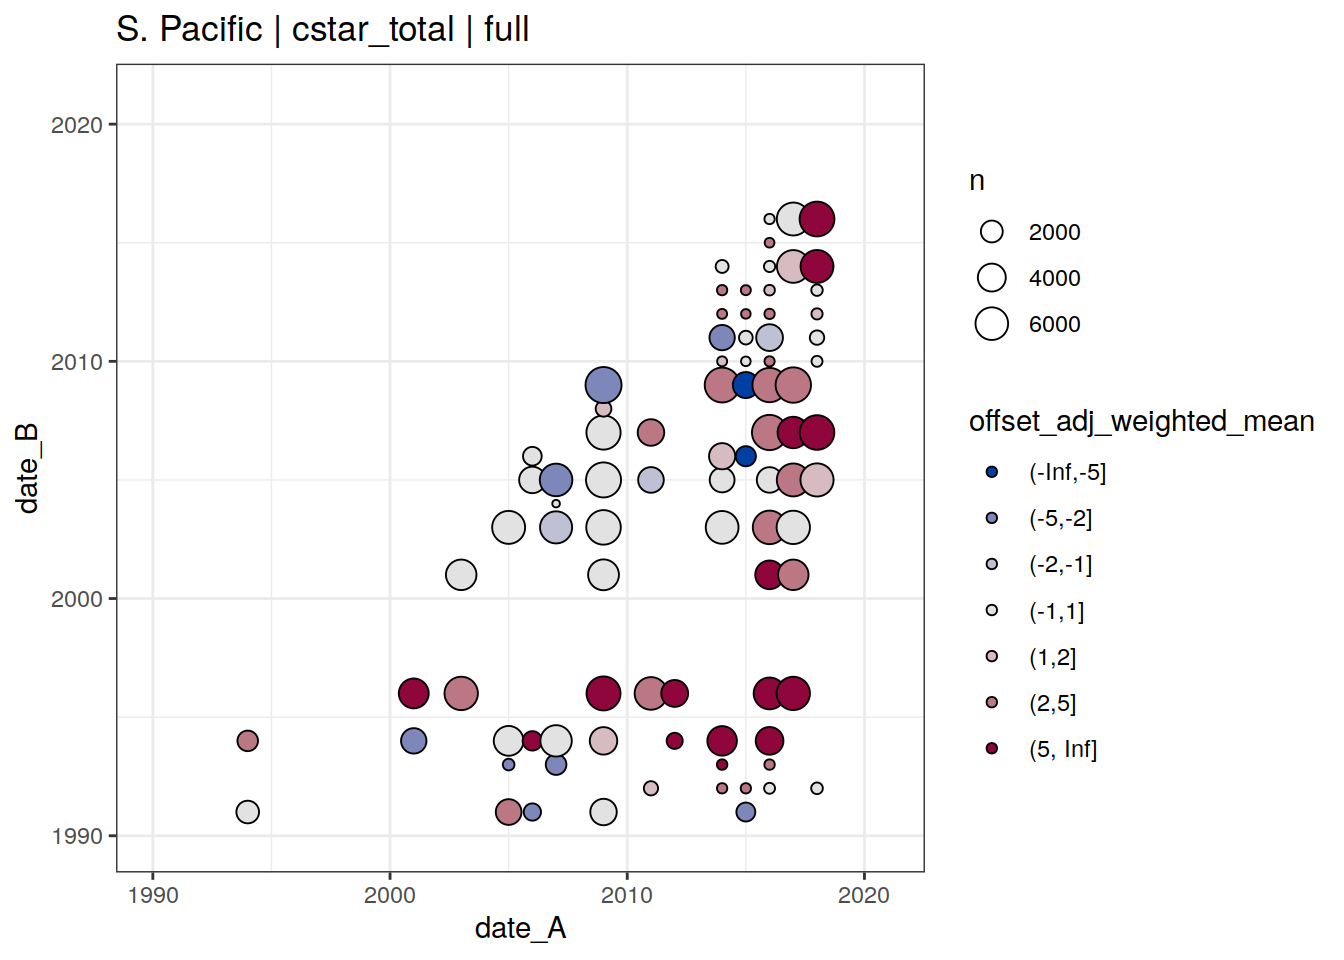 S. Pacific | cstar_total | full
date_B
2020
2010
2000
1990
1990
2000
2010
2020
date_A
n
2000
4000
6000
offset_adj_weighted_mean
(-Inf,-5]
(-5,-2]
(-2,-1]
(-1,1]
(1,2]
(2,5]
(5, Inf]